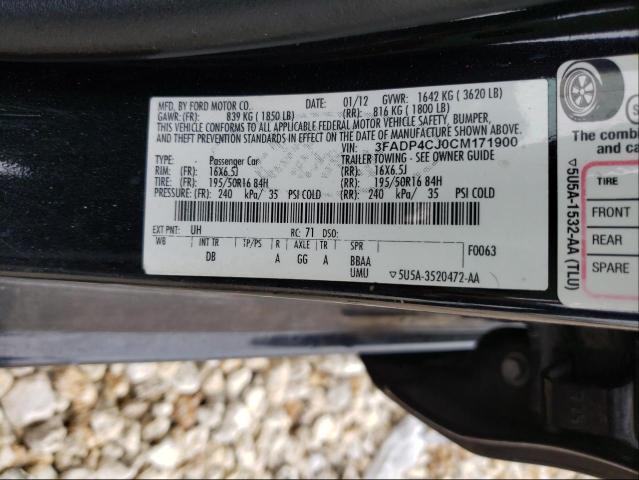 MFD. BY FORD MOTOR CO. DATE: 01/12 GVWR: 1642 KG ( 3620 LB)
GAWR: (FR): 839 KG ( 1850 LB) (RR): 816 KG ( 1800 LB)
THIS VEHICLE CONFORMS TO ALL APPLICABLE FEDERAL MOTOR VEHICLE SAFETY, BUMPER,
AND THEFT PREVENTION STANDARDS IN EFFECT ON THE DATE OF MANUFACTURE SHOWN ABOVE.
VIN: 3FADP4CJ0CM171900
TYPE: Passenger Car TRAILER TOWING - SEE OWNER GUIDE
RIM: (FR): 16X6.5J (RR): 16X6.5J
TIRE: (FR): 195/50R16 84H (RR): 195/50R16 84H
PRESSURE: (FR): 240 kPa/ 35 PSI COLD (RR): 240 kPa/ 35 PSI COLD
EXT PNT: UH RC: 71 DSO: F0063
WB INT TR TP/PS R AXLE TR SPR
DB A GG A BBAA
UMU ▽5U5A-3520472-AA
The combine
and ca
TIRE
FRONT
REAR
SPARE
▽5U5A-1532-AA (TLU)